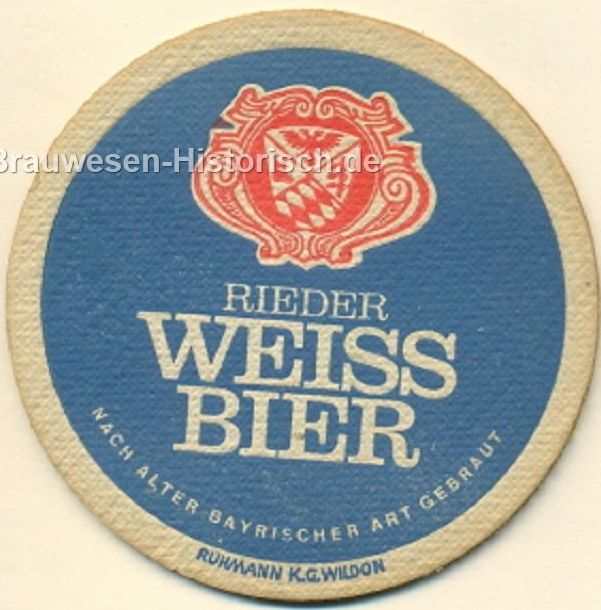 Brauwesen-Historisch.de
RIEDER
WEISS
BIER
NACH ALTER BAYRISCHER ART GEBRAUT
RUHMANN K.G. WILDON